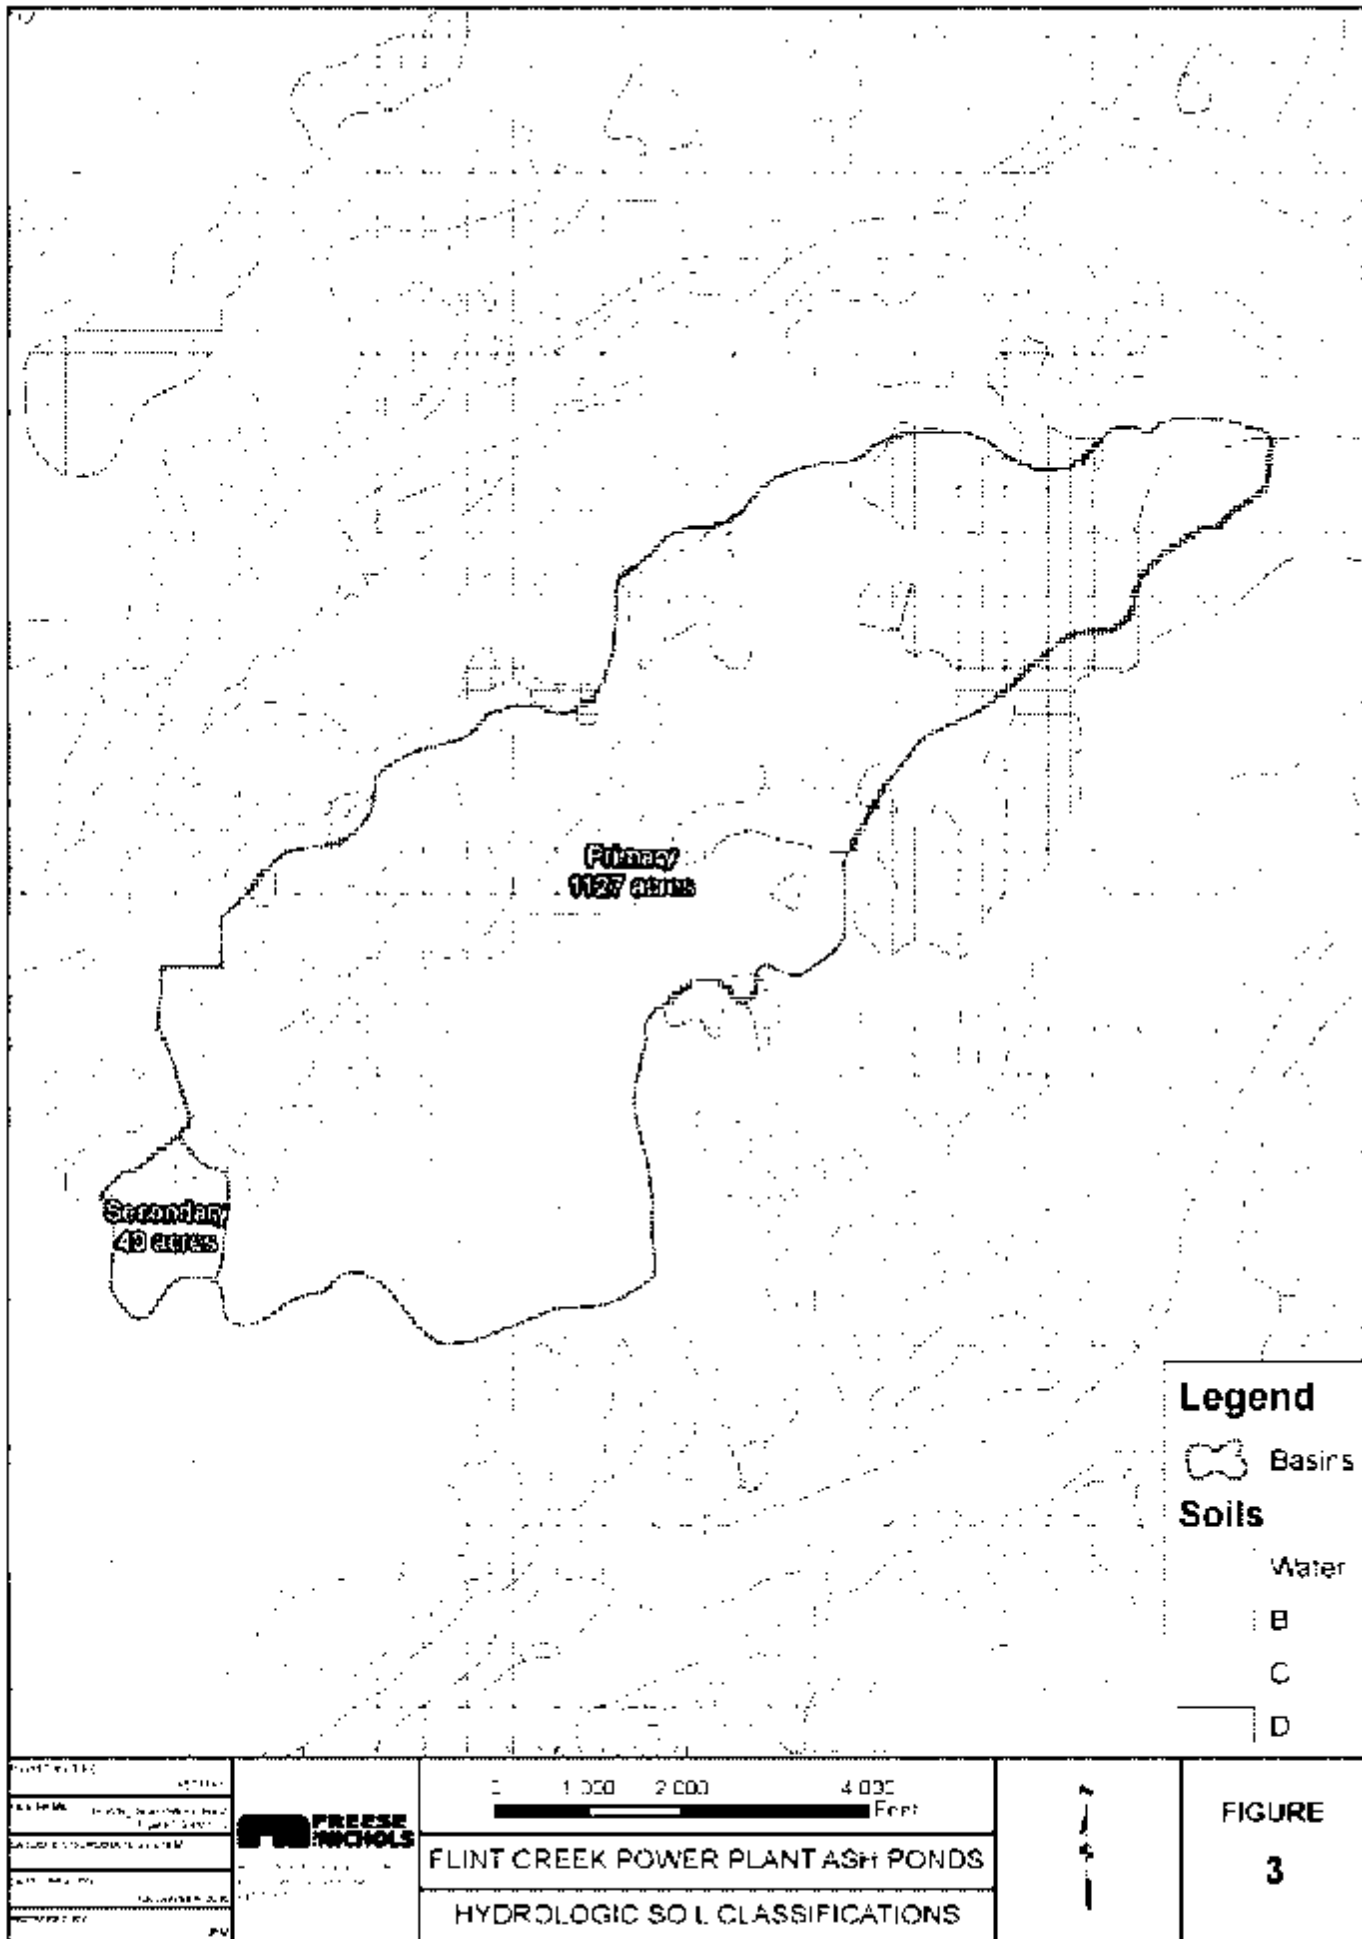 Primary
1127 acres
Secondary
49 acres
Legend
Basins
Soils
Water
B
C
D
FREESE
NICHOLS
0 1,000 2,000 4,000
Feet
FLINT CREEK POWER PLANT ASH PONDS
HYDROLOGIC SOIL CLASSIFICATIONS
N
FIGURE
3